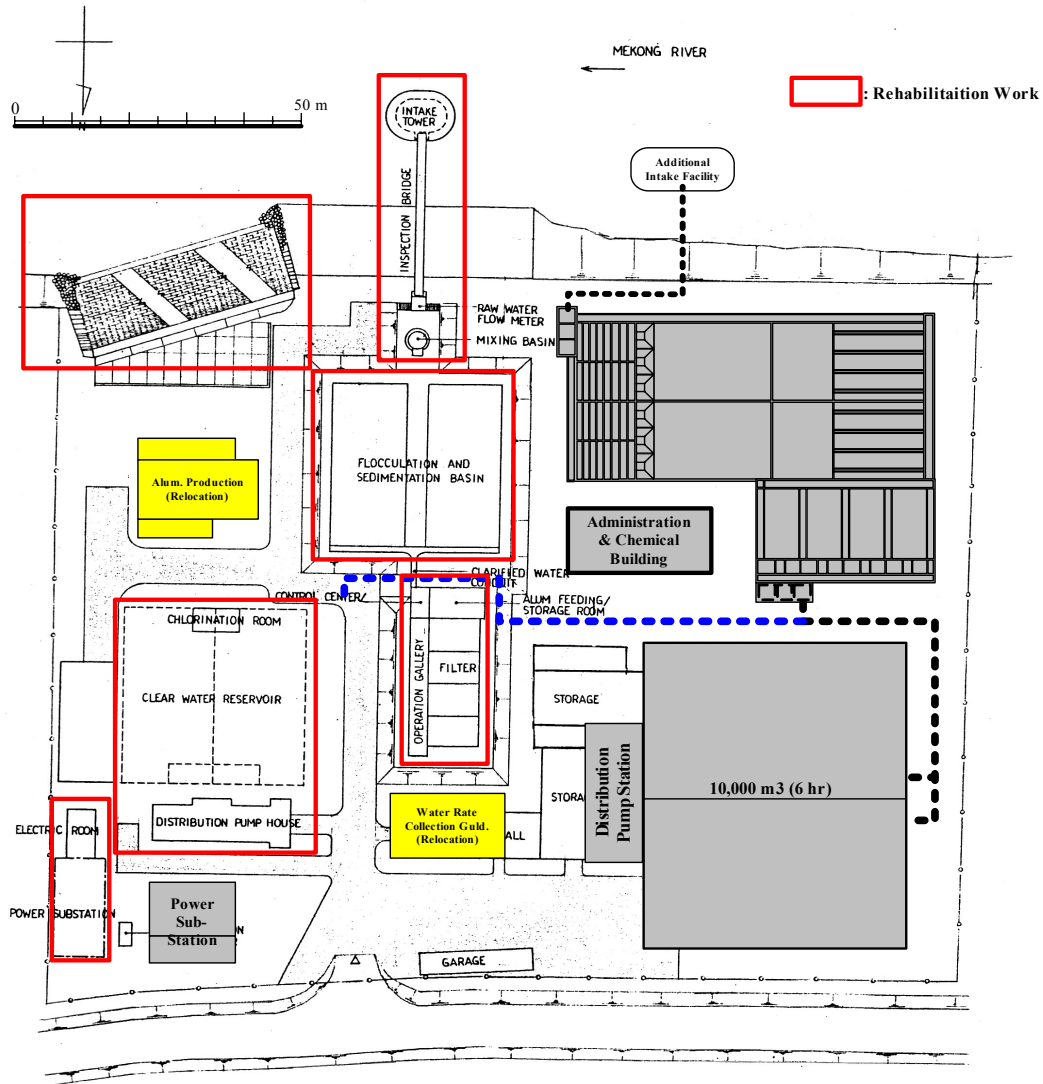 MEKONG RIVER
: Rehabilitaition Work
0
50 m
N
INTAKE
TOWER
INSPECTION BRIDGE
Additional
Intake Facility
RAW WATER
FLOW METER
MIXING BASIN
FLOCCULATION AND
SEDIMENTATION BASIN
Alum. Production
(Relocation)
Administration
& Chemical
Building
CLARIFIED WATER
CONDUIT
CONTROL CENTER/
ALUM FEEDING/
STORAGE ROOM
CHLORINATION ROOM
OPERATION GALLERY
FILTER
CLEAR WATER RESERVOIR
STORAGE
Distribution
Pump Station
10,000 m3 (6 hr)
DISTRIBUTION PUMP HOUSE
Water Rate
Collection Guld.
(Relocation)
ELECTRIC ROOM
POWER SUBSTATION
Power
Sub-
Station
GARAGE